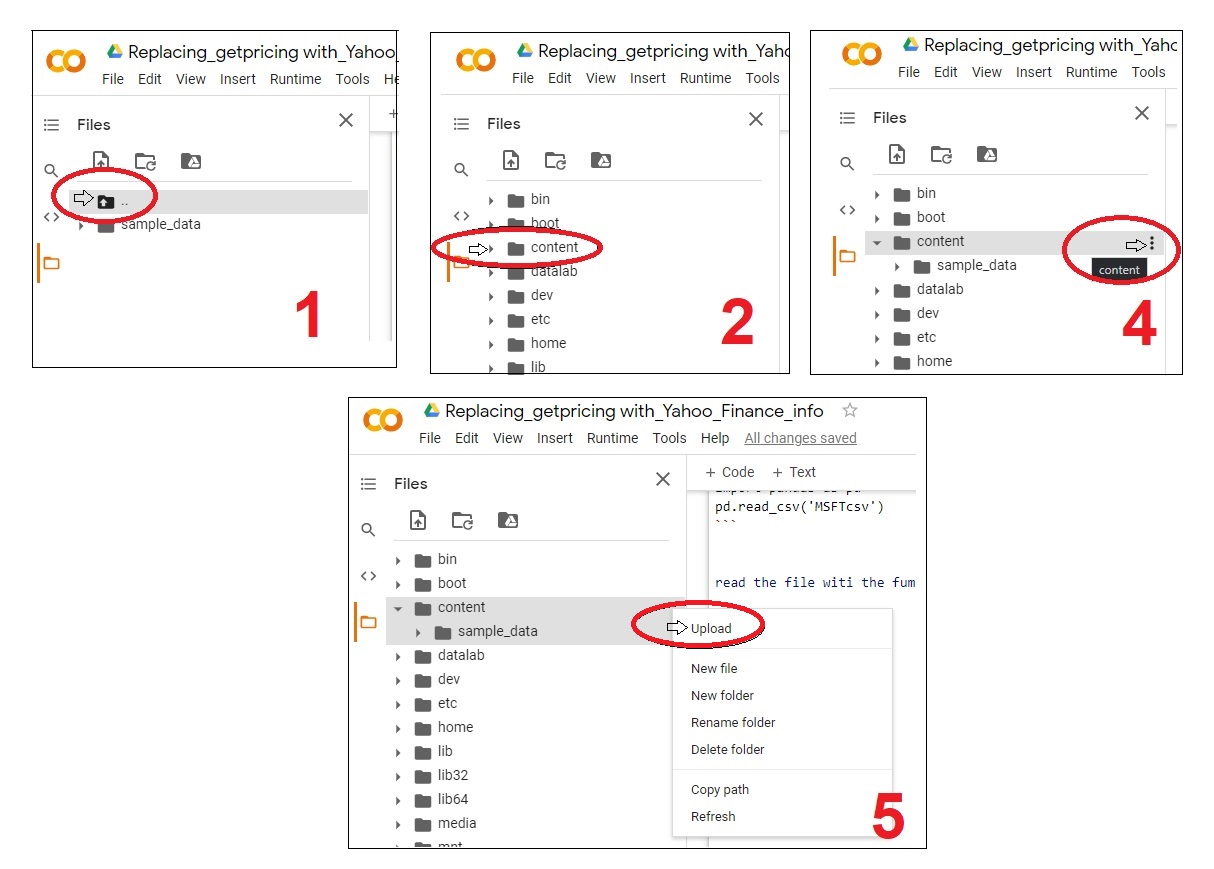 Replacing_getpricing with_Yahoo_
File Edit View Insert Runtime Tools He
Files
..
sample_data
1
Replacing_getpricing with_Yaho
File Edit View Insert Runtime Tools
Files
bin
boot
content
datalab
dev
etc
home
lib
2
Replacing_getpricing with_Yaho
File Edit View Insert Runtime Tools
Files
bin
boot
content
content
sample_data
datalab
dev
etc
home
4
Replacing_getpricing with_Yahoo_Finance_info
File Edit View Insert Runtime Tools Help All changes saved
Files
+ Code + Text
import pandas as pd
pd.read_csv('MSFTcsv')
```
read the file witi the fum
bin
boot
content
sample_data
datalab
dev
etc
home
lib
lib32
lib64
media
mnt
Upload
New file
New folder
Rename folder
Delete folder
Copy path
Refresh
5